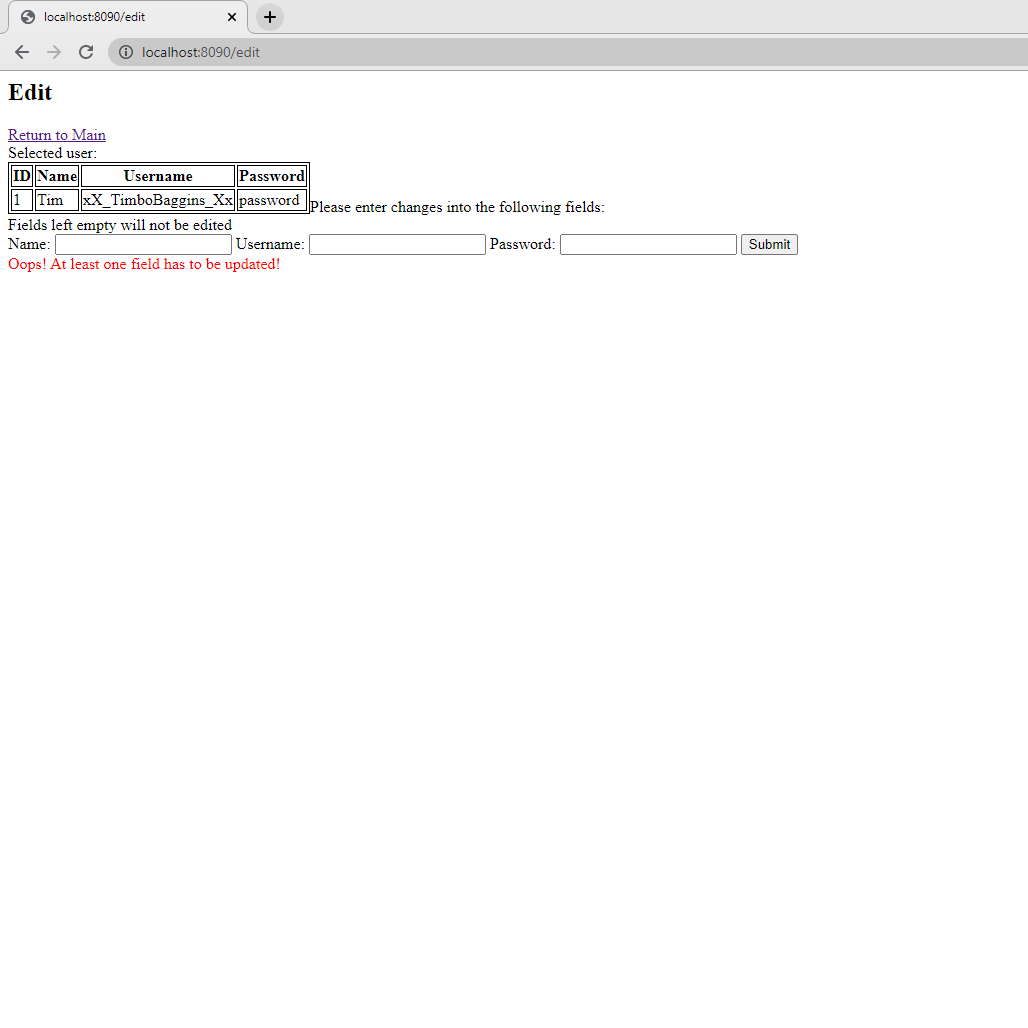 localhost:8090/edit
localhost:8090/edit
Edit
Return to Main
Selected user:
ID Name Username Password
1 Tim xX_TimboBaggins_Xx password
Please enter changes into the following fields:
Fields left empty will not be edited
Name: Username: Password: Submit
Oops! At least one field has to be updated!